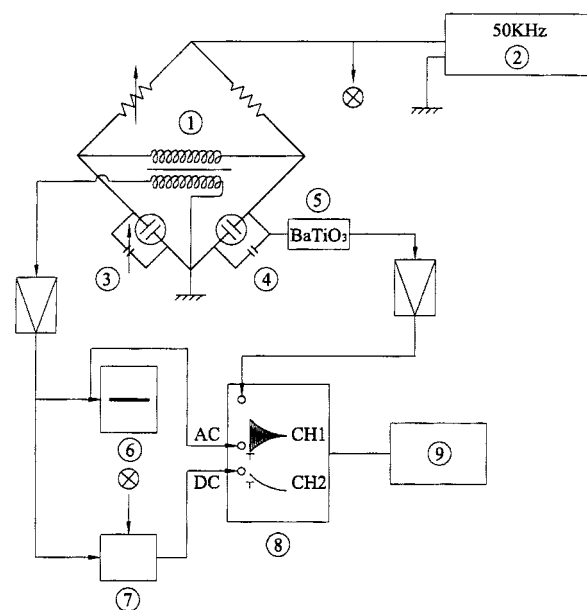 50KHz
②
①
⑤
BaTiO₃
③
④
AC
CH1
⑥
DC
CH2
⑨
⑧
⑦